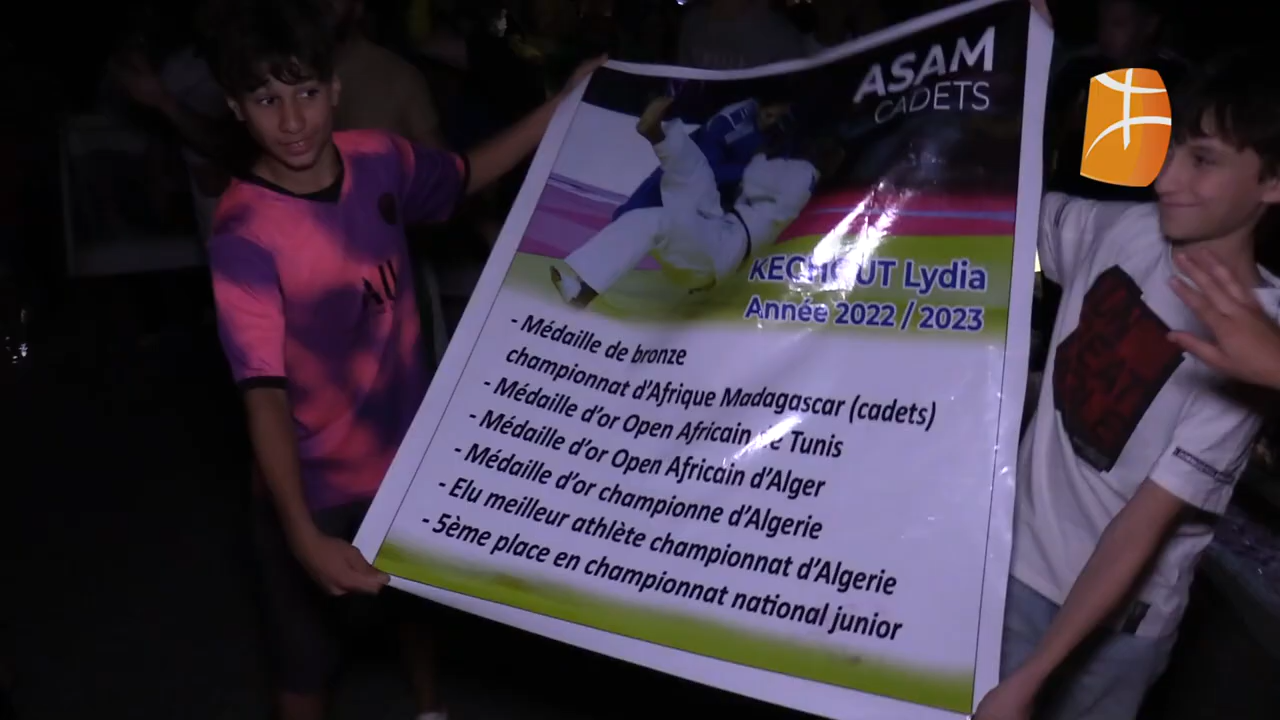 ASAM
CADETS
Lydia
Année 2022 / 2023
- Médaille de bronze
championnat d'Afrique Madagascar (cadets)
- Médaille d'or Open Africain de Tunis
- Médaille d'or Open Africain d'Alger
- Médaille d'or championne d'Algerie
- Elu meilleur athlète championnat d'Algerie
- 5ème place en championnat national junior